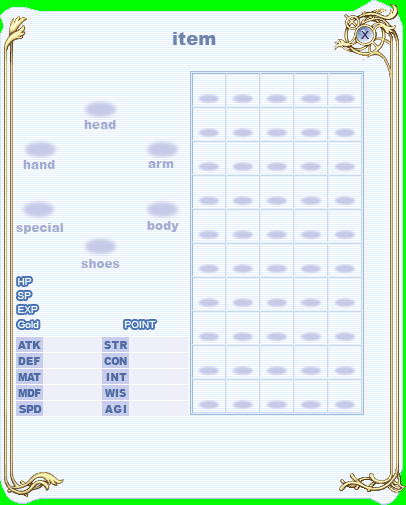 item
X
head
hand arm
special body
shoes
HP
SP
EXP
Gold POINT
ATK STR
DEF CON
MAT INT
MDF WIS
SPD AGI